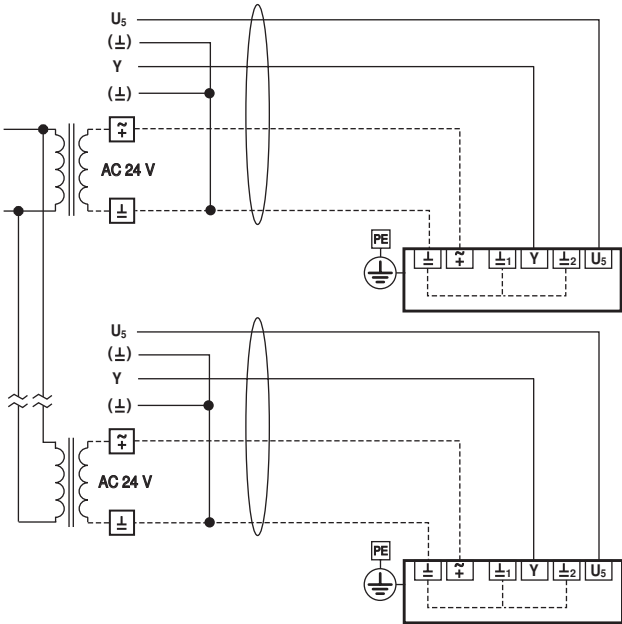 U5
(⊥)
Y
(⊥)
~
+
AC 24 V
⊥
PE
⊥ ~+ ⊥1 Y ⊥2 U5
U5
(⊥)
Y
(⊥)
~
+
AC 24 V
⊥
PE
⊥ ~+ ⊥1 Y ⊥2 U5